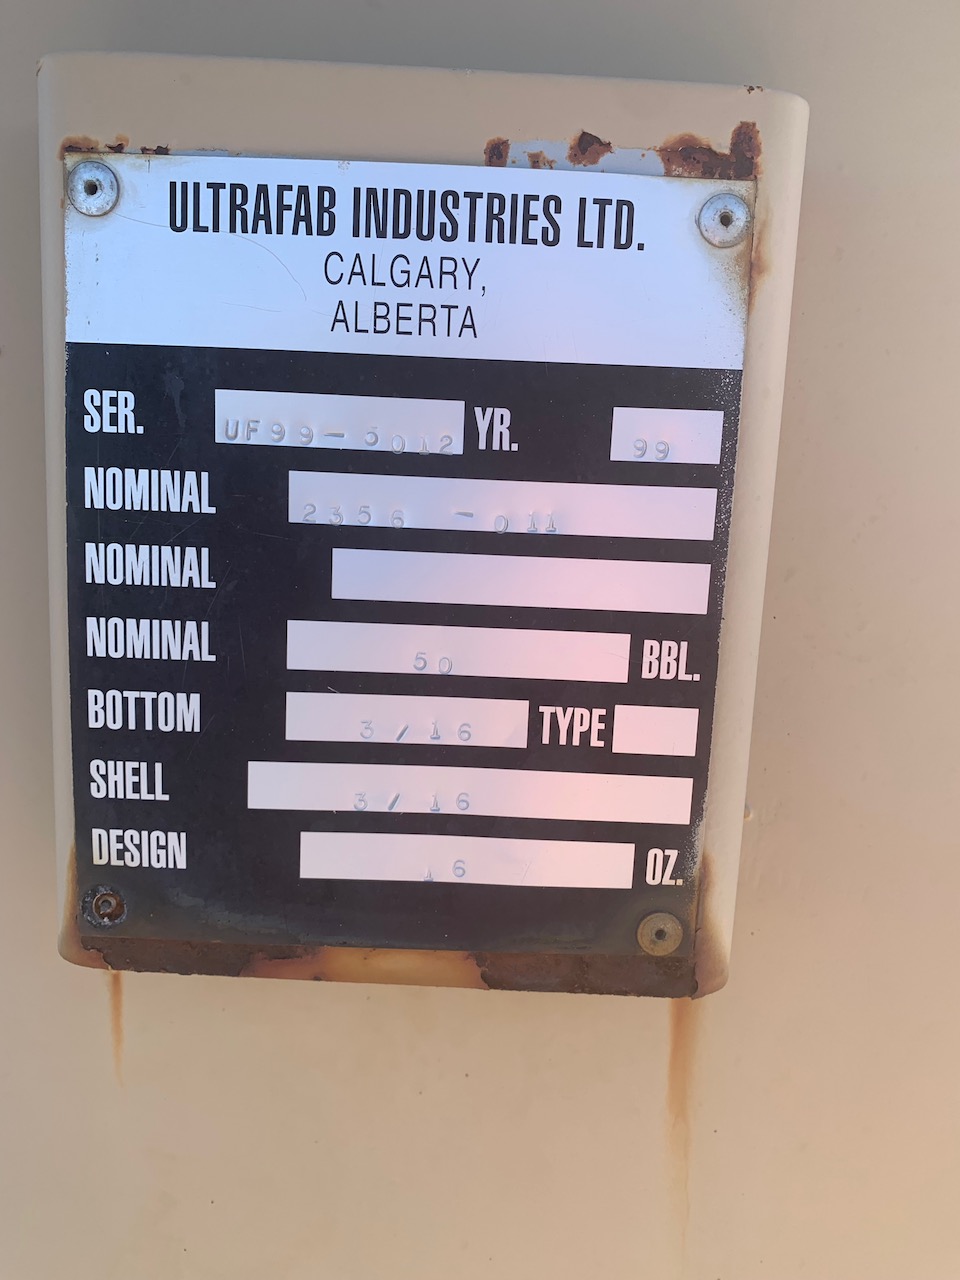 ULTRAFAB INDUSTRIES LTD.
CALGARY,
ALBERTA
SER. UF99-5012 YR. 99
NOMINAL 2356 - 011
NOMINAL
NOMINAL 50 BBL.
BOTTOM 3/16 TYPE
SHELL 3/16
DESIGN 16 OZ.